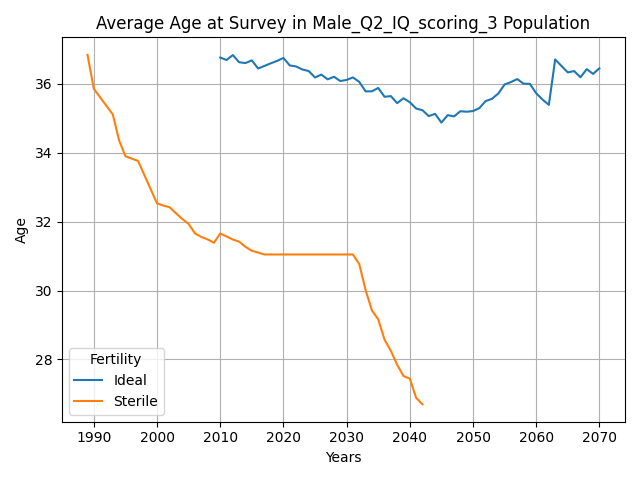 Average Age at Survey in Male_Q2_IQ_scoring_3 Population
Age
36
34
32
30
28
Fertility
Ideal
Sterile
1990 2000 2010 2020 2030 2040 2050 2060 2070
Years